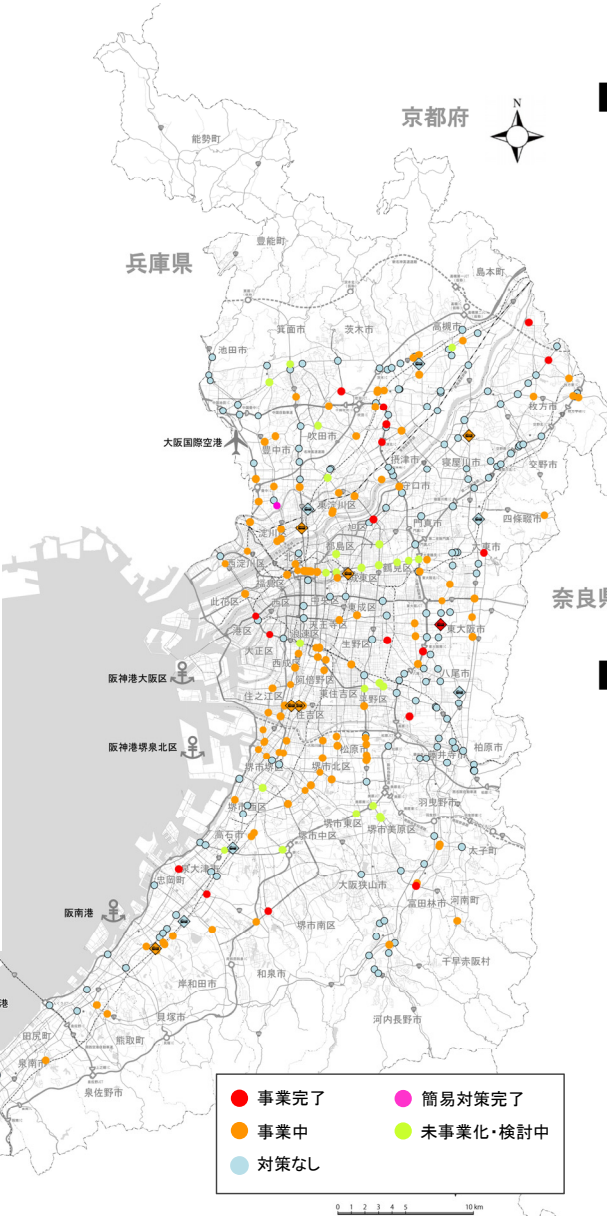 京都府
N
能勢町
豊能町
兵庫県
島本町
高槻市
箕面市
茨木市
池田市
枚方市
大阪国際空港
吹田市
豊中市
摂津市
寝屋川市
交野市
守口市
東淀川区
旭区
門真市
四條畷市
淀川区
都島区
大東市
西淀川区
鶴見区
城東区
福島区
奈良県
此花区
西区
中央区
東成区
港区
浪速区
天王寺区
東大阪市
大正区
生野区
西成区
八尾市
阪神港大阪区
阿倍野区
東住吉区
平野区
住之江区
住吉区
阪神港堺泉北区
松原市
藤井寺市
柏原市
堺市堺区
堺市北区
羽曳野市
堺市西区
堺市東区
堺市美原区
高石市
堺市中区
太子町
泉大津市
忠岡町
大阪狭山市
富田林市
河南町
阪南港
堺市南区
千早赤阪村
和泉市
岸和田市
港
貝塚市
河内長野市
田尻町
熊取町
泉南市
泉佐野市
事業完了
簡易対策完了
事業中
未事業化・検討中
対策なし
0 1 2 3 4 5 10 km